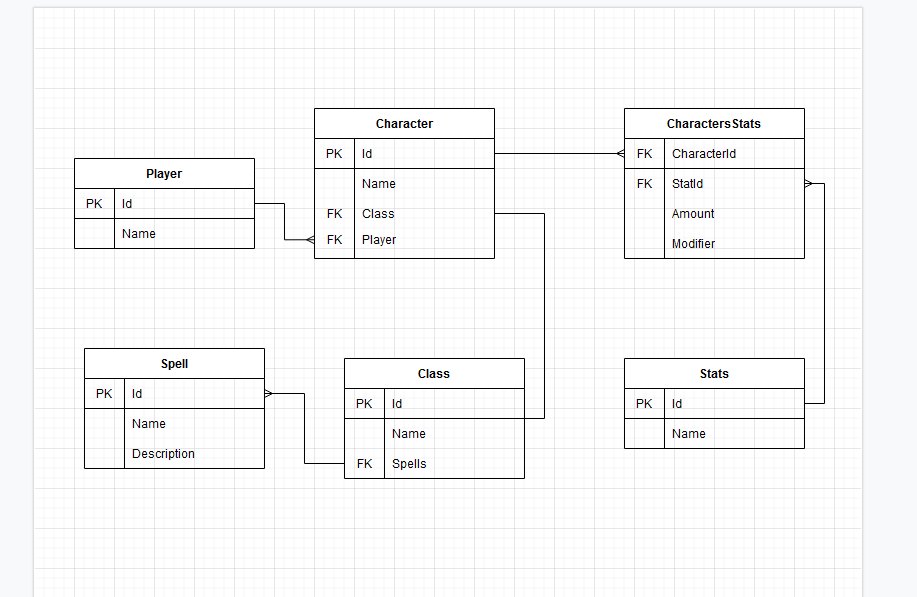 Player
PK Id
Name
Character
PK Id
Name
FK Class
FK Player
CharactersStats
FK CharacterId
FK StatId
Amount
Modifier
Spell
PK Id
Name
Description
Class
PK Id
Name
FK Spells
Stats
PK Id
Name